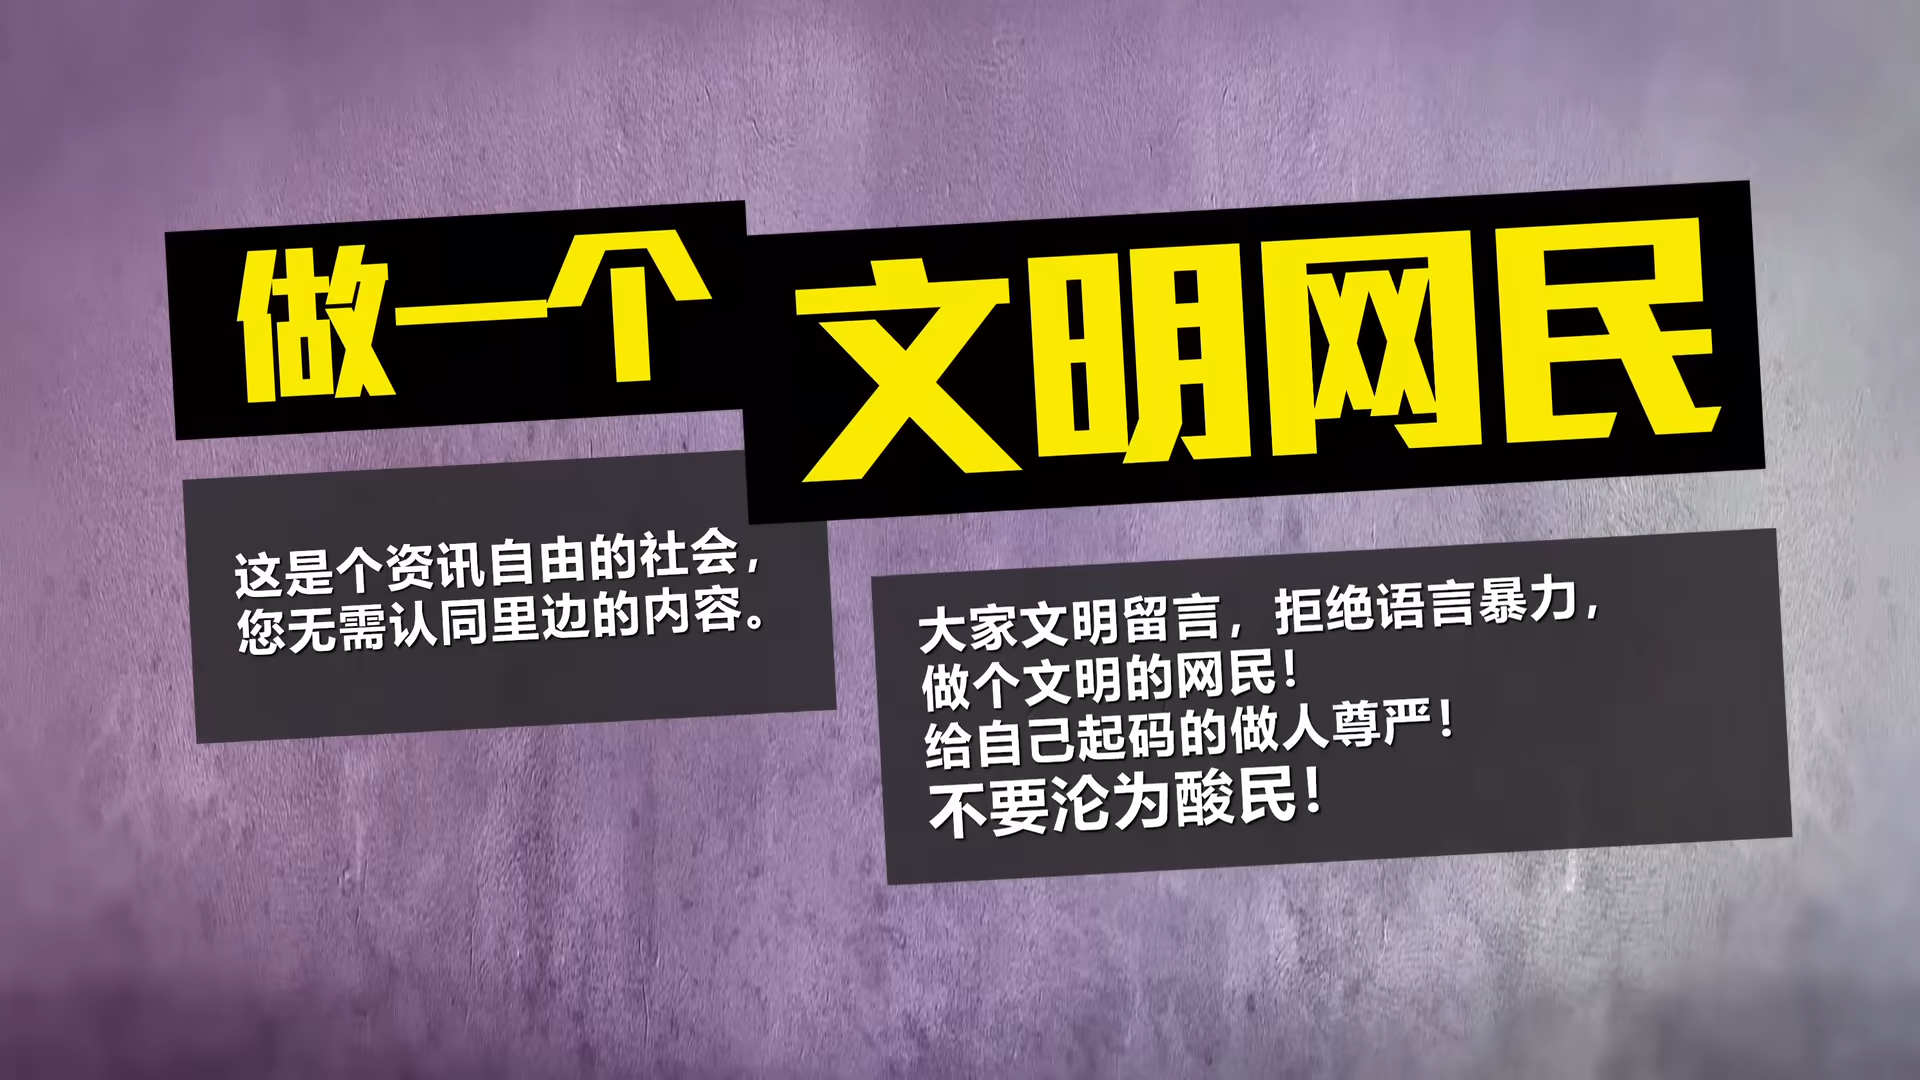 做一个
文明网民
这是个资讯自由的社会，
您无需认同里边的内容。
大家文明留言，拒绝语言暴力，
做个文明的网民！
给自己起码的做人尊严！
不要沦为酸民！